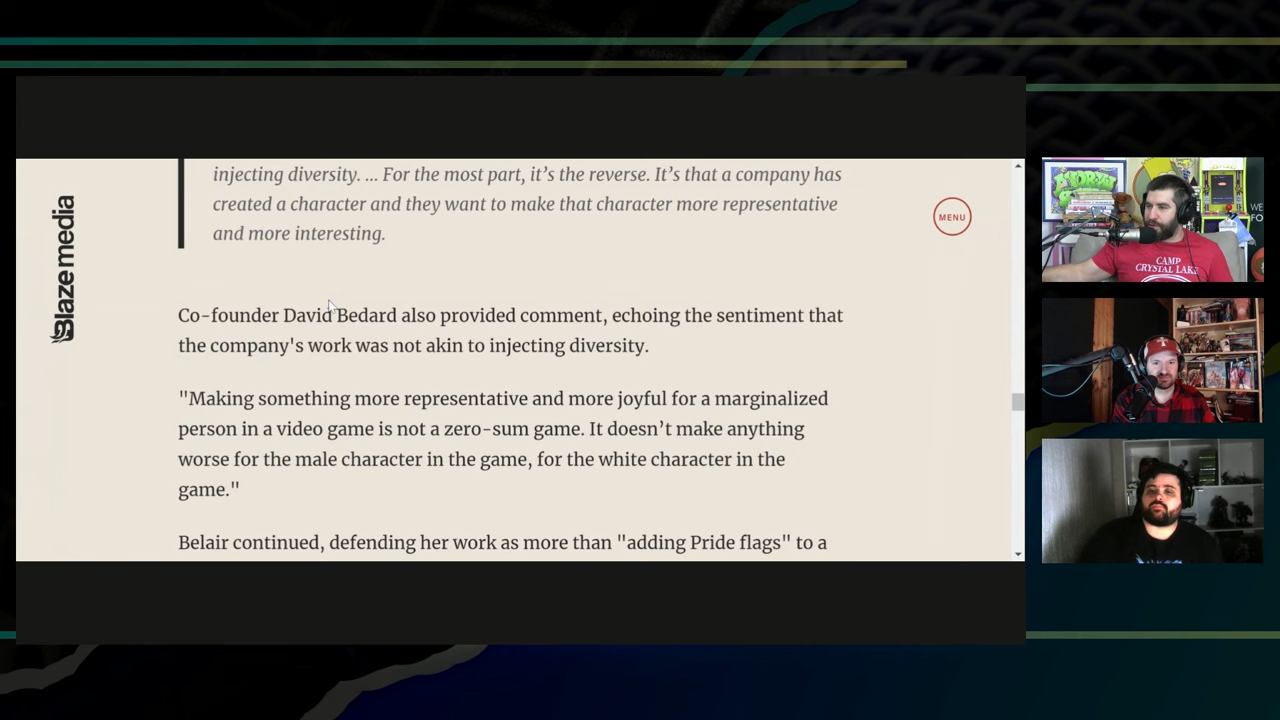 injecting diversity. ... For the most part, it’s the reverse. It’s that a company has
created a character and they want to make that character more representative
and more interesting.
Blaze media
MENU
Co-founder David Bedard also provided comment, echoing the sentiment that
the company's work was not akin to injecting diversity.
"Making something more representative and more joyful for a marginalized
person in a video game is not a zero-sum game. It doesn’t make anything
worse for the male character in the game, for the white character in the
game."
Belair continued, defending her work as more than "adding Pride flags" to a
WE
FO
CAMP
CRYSTAL LAKE
T